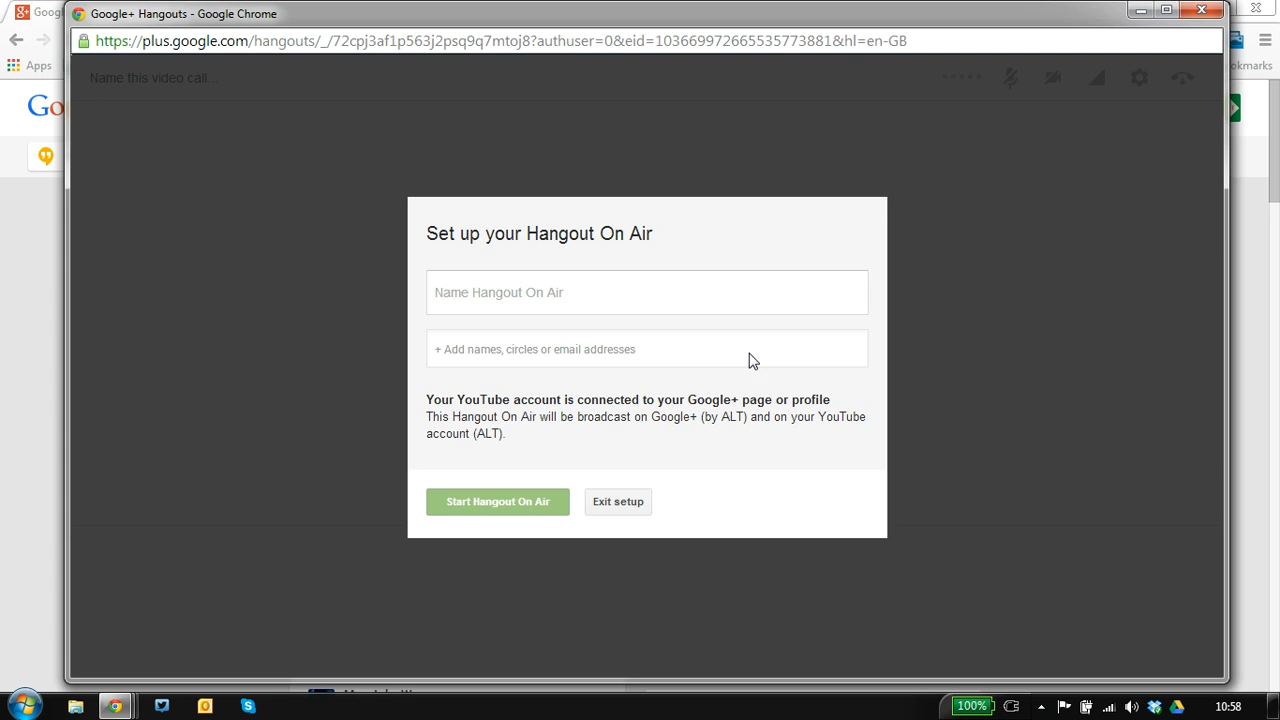 Goog
Google+ Hangouts - Google Chrome
https://plus.google.com/hangouts/_/72cpj3af1p563j2psq9q7mtoj8?authuser=0&eid=103669972665535773881&hl=en-GB
Apps
okmarks
Name this video call...
Go
Set up your Hangout On Air
Name Hangout On Air
+ Add names, circles or email addresses
Your YouTube account is connected to your Google+ page or profile
This Hangout On Air will be broadcast on Google+ (by ALT) and on your YouTube
account (ALT).
Start Hangout On Air
Exit setup
100%
10:58